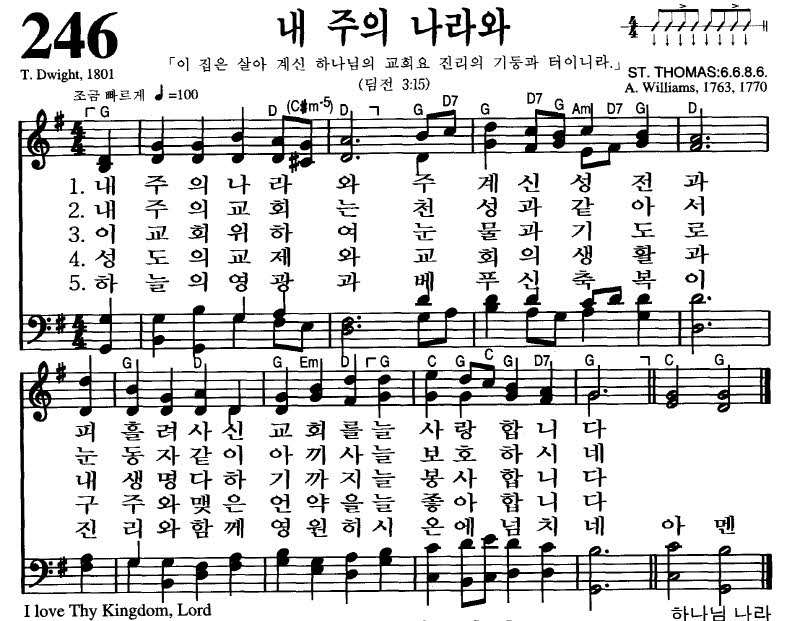 246
내 주의 나라와
T. Dwight, 1801
「이 집은 살아 계신 하나님의 교회요 진리의 기둥과 터이니라.」
(딤전 3:15)
ST. THOMAS:6.6.8.6.
A. Williams, 1763, 1770
조금 빠르게 ♩=100
G D (C#m-5) G D7 G Am D7 G D
4 4
1. 내 주 의 나 라 와 주 계 신 성 전 과
2. 내 주 의 교 회 는 천 성 과 같 아 서
3. 이 교 회 위 하 여 눈 물 과 기 도 로
4. 성 도 의 교 제 와 교 회 의 생 활 과
5. 하 늘 의 영 광 과 베 푸 신 축 복 이
4 4
G D G Em D G C G C G D7 G C G
피 흘 려 사 신 교 회 를 늘 사 랑 합 니 다
눈 동 자 같 이 아 끼 사 늘 보 호 하 시 네
내 생 명 다 하 기 까 지 늘 봉 사 합 니 다
구 주 와 맺 은 언 약 을 늘 좋 아 합 니 다
진 리 와 함 께 영 원 히 시 온 에 넘 치 네 아 멘
I love Thy Kingdom, Lord
하나님 나라